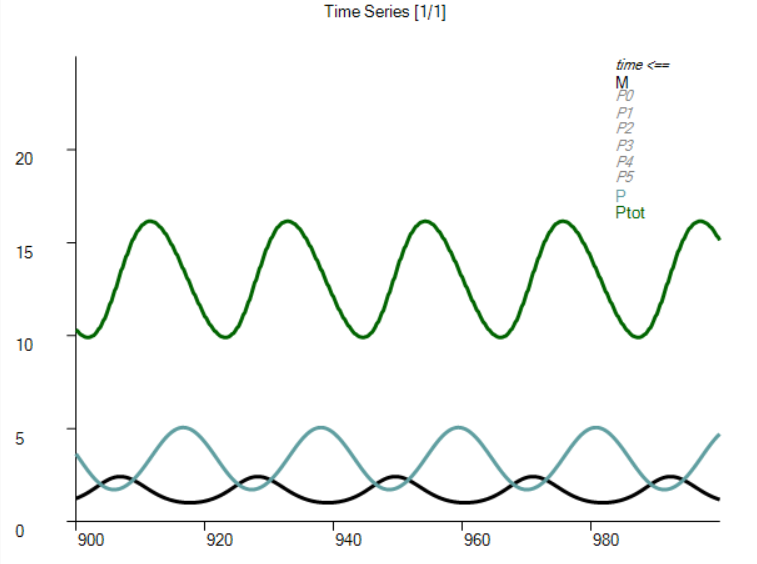 Time Series [1/1]
time <==
M
P0
P1
P2
P3
P4
P5
P
Ptot
20
15
10
5
0
900 920 940 960 980